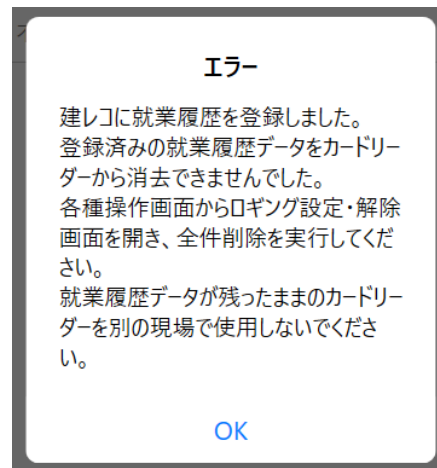 エラー
建レコに就業履歴を登録しました。
登録済みの就業履歴データをカードリー
ダーから消去できませんでした。
各種操作画面からロギング設定・解除
画面を開き、全件削除を実行してくだ
さい。
就業履歴データが残ったままのカードリー
ダーを別の現場で使用しないでくださ
い。
OK